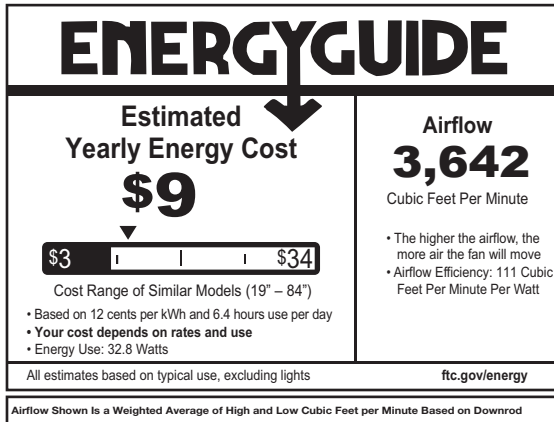 ENERGYGUIDE
Estimated
Yearly Energy Cost
$9
$3
$34
Cost Range of Similar Models (19” – 84”)
• Based on 12 cents per kWh and 6.4 hours use per day
• Your cost depends on rates and use
• Energy Use: 32.8 Watts
Airflow
3,642
Cubic Feet Per Minute
• The higher the airflow, the
more air the fan will move
• Airflow Efficiency: 111 Cubic
Feet Per Minute Per Watt
All estimates based on typical use, excluding lights
ftc.gov/energy
Airflow Shown Is a Weighted Average of High and Low Cubic Feet per Minute Based on Downrod